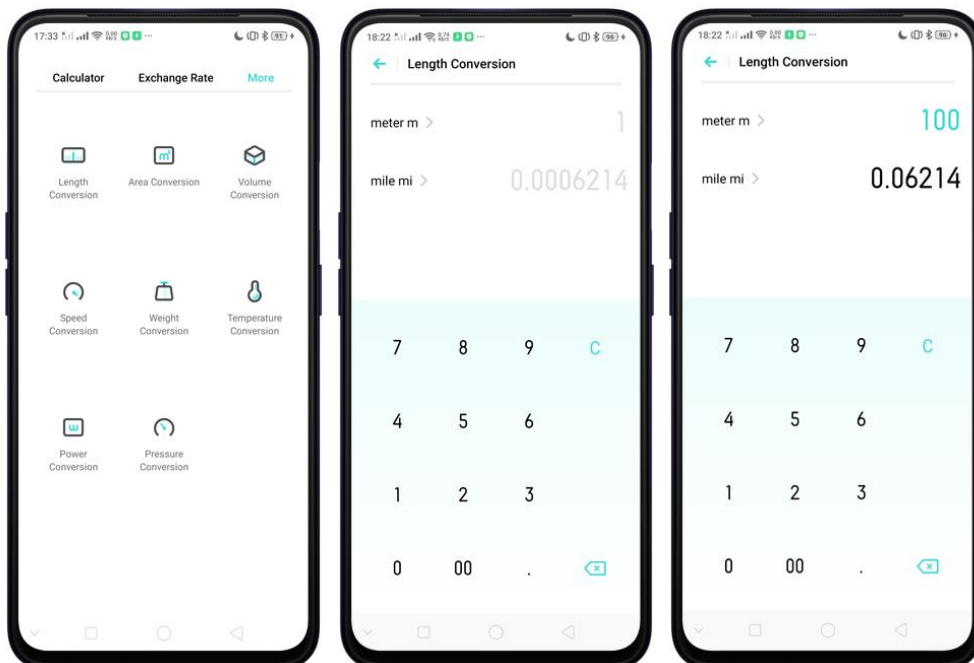 17:33
Calculator Exchange Rate More
Length
Conversion
Area Conversion
Volume
Conversion
Speed
Conversion
Weight
Conversion
Temperature
Conversion
Power
Conversion
Pressure
Conversion
18:22
Length Conversion
meter m
1
mile mi
0.0006214
7 8 9 C
4 5 6
1 2 3
0 00 .
18:22
Length Conversion
meter m
100
mile mi
0.06214
7 8 9 C
4 5 6
1 2 3
0 00 .